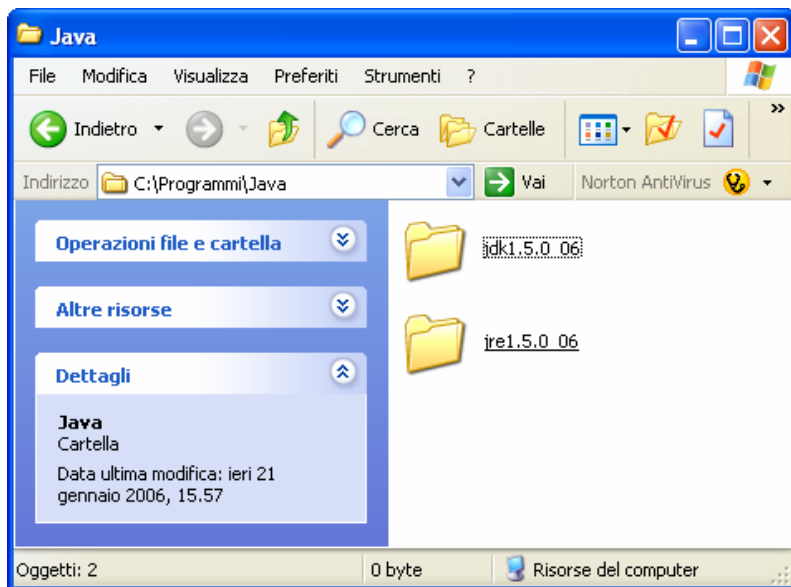 Java
File Modifica Visualizza Preferiti Strumenti ?
Indietro Cerca Cartelle »
Indirizzo C:\Programmi\Java Vai Norton AntiVirus
Operazioni file e cartella
jdk1.5.0_06
Altre risorse
jre1.5.0_06
Dettagli
Java
Cartella
Data ultima modifica: ieri 21
gennaio 2006, 15.57
Oggetti: 2 0 byte Risorse del computer